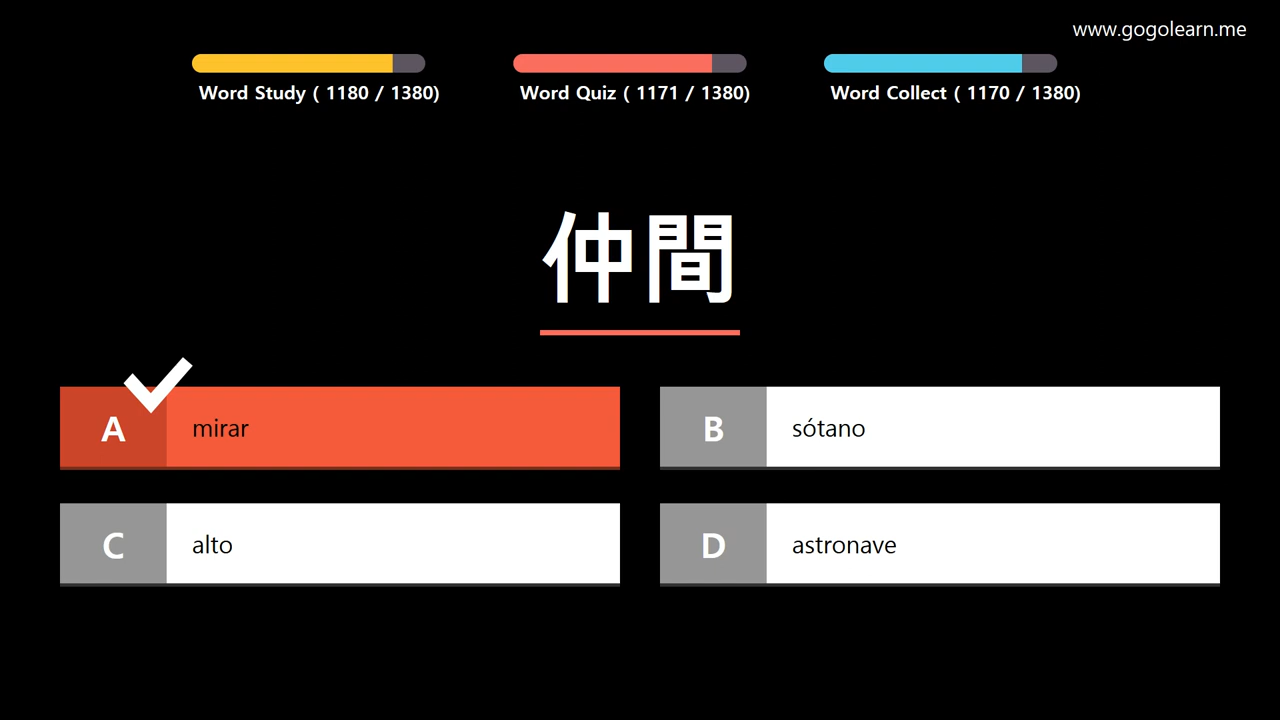 www.gogolearn.me
Word Study ( 1180 / 1380)
Word Quiz ( 1171 / 1380)
Word Collect ( 1170 / 1380)
仲間
A mirar
B sótano
C alto
D astronave